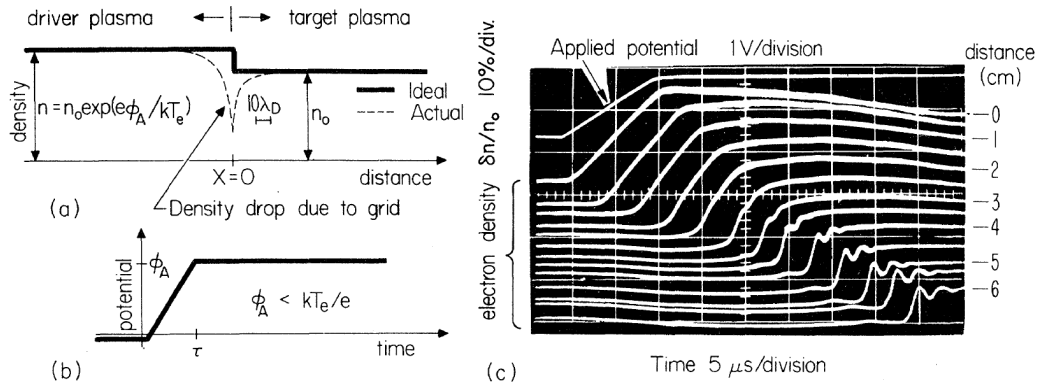 driver plasma
target plasma
density
n = n₀exp(eϕ_A/kT_e)
10λ_D
n₀
Ideal
Actual
X=0
distance
Density drop due to grid
(a)
potential
ϕ_A
ϕ_A < kT_e/e
τ
time
(b)
Applied potential 1V/division
distance
(cm)
electron density δn/n₀ 10%/div.
—0
—1
—2
—3
—4
—5
—6
Time 5 μs/division
(c)